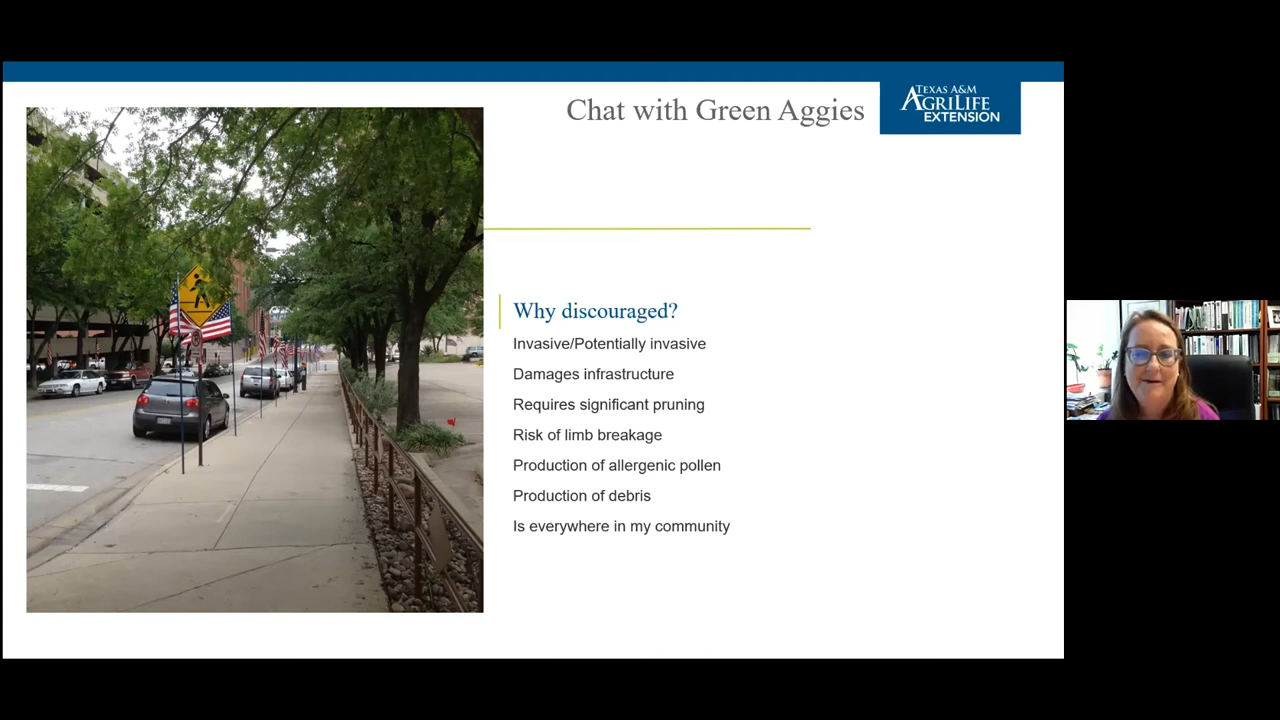 Chat with Green Aggies
TEXAS A&M
AGRILIFE
EXTENSION
Why discouraged?
Invasive/Potentially invasive
Damages infrastructure
Requires significant pruning
Risk of limb breakage
Production of allergenic pollen
Production of debris
Is everywhere in my community